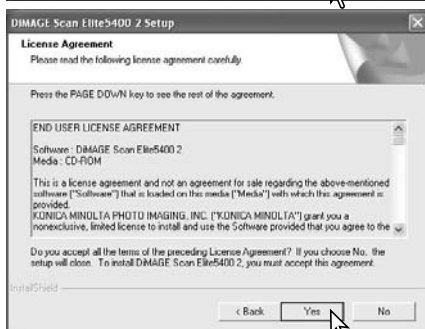 DiMAGE Scan Elite5400 2 Setup
License Agreement
Please read the following license agreement carefully.
Press the PAGE DOWN key to see the rest of the agreement.
END USER LICENSE AGREEMENT
Software : DiMAGE Scan Elite5400 2
Media : CD-ROM
This is a license agreement and not an agreement for sale regarding the above-mentioned
software ["Software"] that is loaded on this media ["Media"] with which this agreement is
provided.
KONICA MINOLTA PHOTO IMAGING, INC. ["KONICA MINOLTA"] grant you a
nonexclusive, limited license to install and use the Software provided that you agree to the
Do you accept all the terms of the preceding License Agreement? If you choose No, the
setup will close. To install DiMAGE Scan Elite5400 2, you must accept this agreement.
InstallShield
< Back Yes No